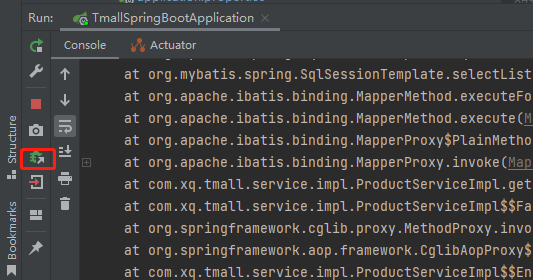 Run: TmallSpringBootApplication ×
Console Actuator
at org.mybatis.spring.SqlSessionTemplate.selectList
at org.apache.ibatis.binding.MapperMethod.executeFo
at org.apache.ibatis.binding.MapperMethod.execute(M
at org.apache.ibatis.binding.MapperProxy$PlainMetho
at org.apache.ibatis.binding.MapperProxy.invoke(Map
at com.xq.tmall.service.impl.ProductServiceImpl.get
at com.xq.tmall.service.impl.ProductServiceImpl$$Fa
at org.springframework.cglib.proxy.MethodProxy.invo
at org.springframework.aop.framework.CglibAopProxy$
at com.xq.tmall.service.impl.ProductServiceImpl$$En
Structure
Bookmarks